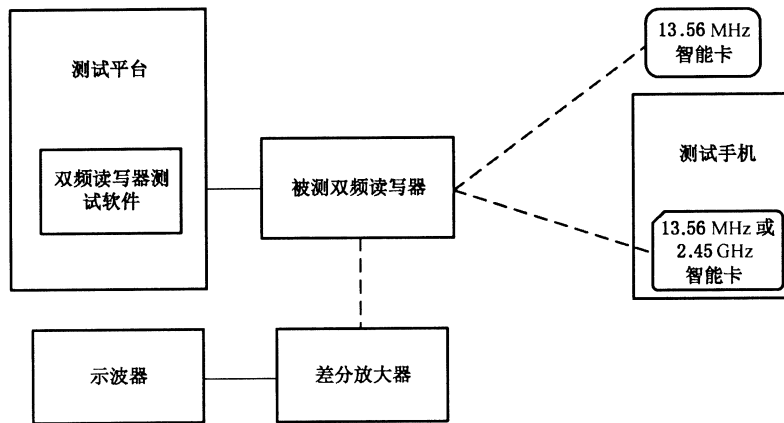 测试平台
双频读写器测
试软件
被测双频读写器
13.56 MHz
智能卡
测试手机
13.56 MHz 或
2.45 GHz
智能卡
示波器
差分放大器